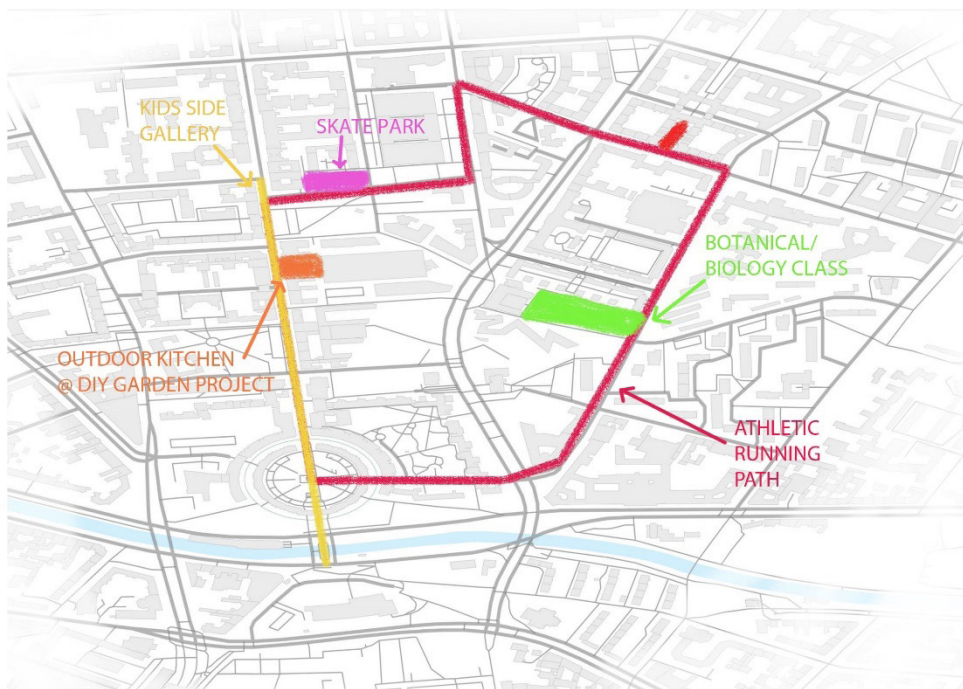 KIDS SIDE
GALLERY
SKATE PARK
BOTANICAL/
BIOLOGY CLASS
OUTDOOR KITCHEN
@ DIY GARDEN PROJECT
ATHLETIC
RUNNING
PATH